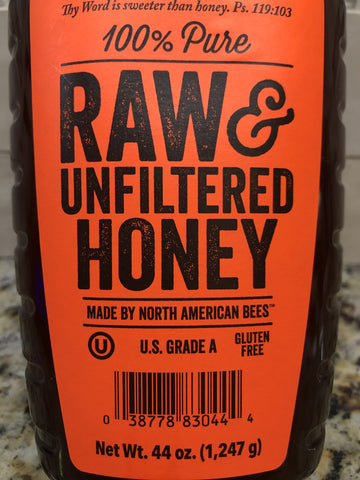 Thy Word is sweeter than honey. Ps. 119:103
100% Pure
RAW &
UNFILTERED
HONEY
MADE BY NORTH AMERICAN BEES™
U U.S. GRADE A GLUTEN
FREE
0 38778 83044 4
Net Wt. 44 oz. (1,247 g)